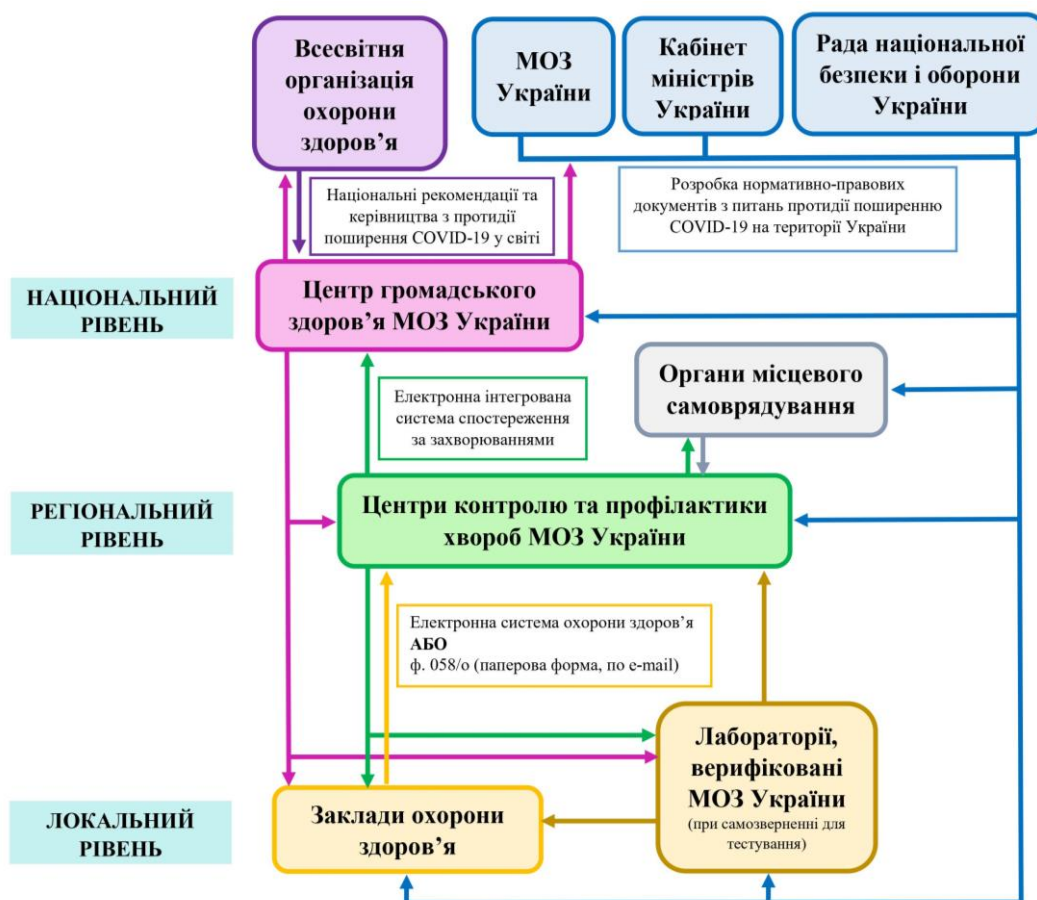 Всесвітня
організація
охорони
здоров’я
МОЗ
України
Кабінет
міністрів
України
Рада національної
безпеки і оборони
України
Національні рекомендації та
керівництва з протидії
поширення COVID-19 у світі
Розробка нормативно-правових
документів з питань протидії поширенню
COVID-19 на території України
НАЦІОНАЛЬНИЙ
РІВЕНЬ
Центр громадського
здоров’я МОЗ України
Електронна інтегрована
система спостереження
за захворюваннями
Органи місцевого
самоврядування
РЕГІОНАЛЬНИЙ
РІВЕНЬ
Центри контролю та профілактики
хвороб МОЗ України
Електронна система охорони здоров’я
АБО
ф. 058/о (паперова форма, по e-mail)
Лабораторії,
верифіковані
МОЗ України
(при самозверненні для
тестування)
ЛОКАЛЬНИЙ
РІВЕНЬ
Заклади охорони
здоров’я